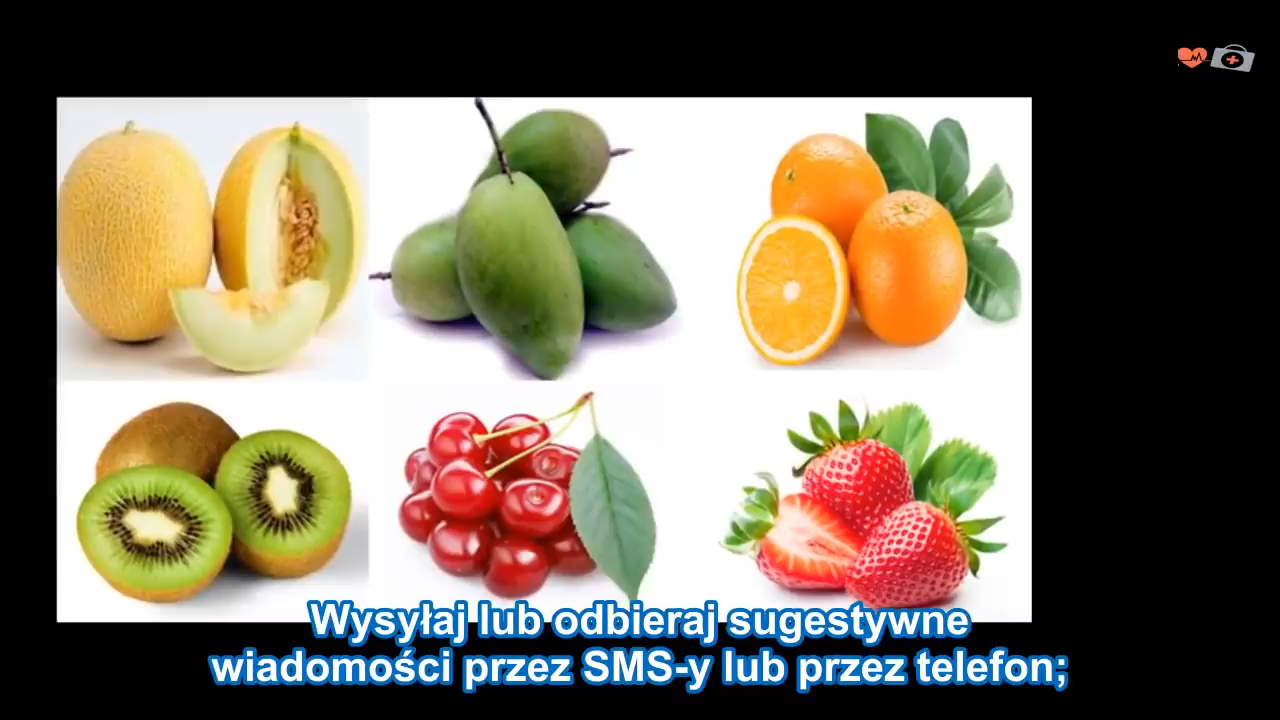 Wysyłaj lub odbieraj sugestywne
wiadomości przez SMS-y lub przez telefon;